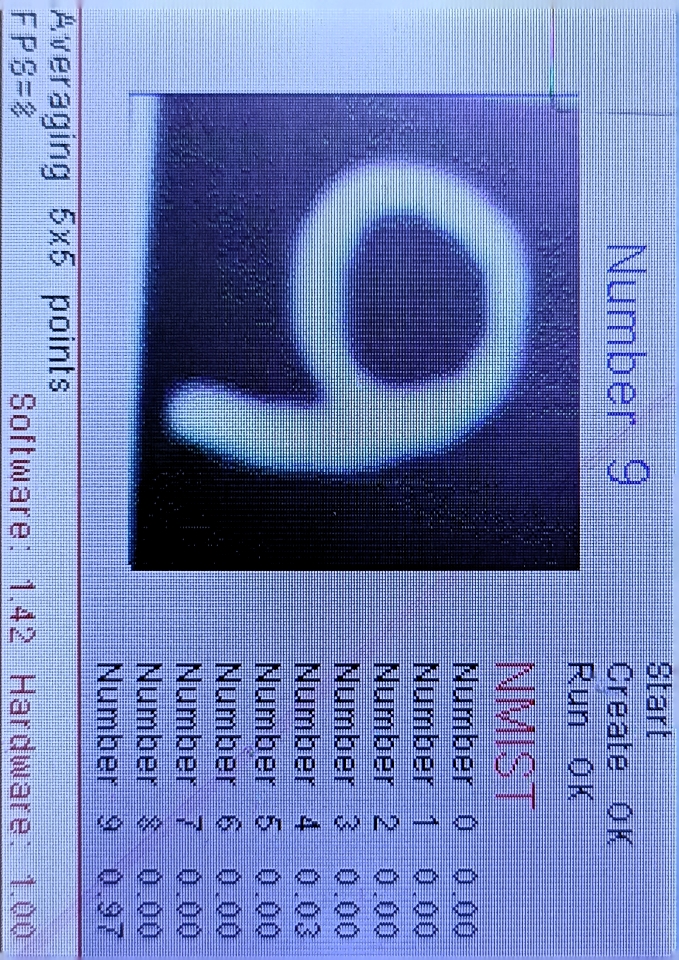 Number 9
Start
Create OK
Run OK
NMIST
Number 0 0.00
Number 1 0.00
Number 2 0.00
Number 3 0.00
Number 4 0.03
Number 5 0.00
Number 6 0.00
Number 7 0.00
Number 8 0.00
Number 9 0.97
9
Averaging 5x5 points
FPS=8
Software: 1.42 Hardware: 1.00